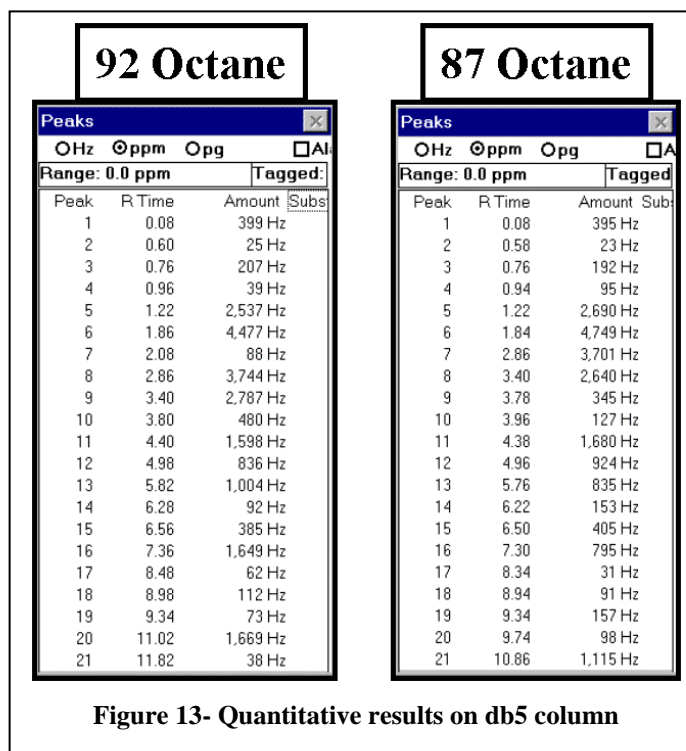 92 Octane
Peaks
Hz ppm pg Al
Range: 0.0 ppm Tagged:
Peak R Time Amount Subs
1 0.08 399 Hz
2 0.60 25 Hz
3 0.76 207 Hz
4 0.96 39 Hz
5 1.22 2,537 Hz
6 1.86 4,477 Hz
7 2.08 88 Hz
8 2.86 3,744 Hz
9 3.40 2,787 Hz
10 3.80 480 Hz
11 4.40 1,598 Hz
12 4.98 836 Hz
13 5.82 1,004 Hz
14 6.28 92 Hz
15 6.56 385 Hz
16 7.36 1,649 Hz
17 8.48 62 Hz
18 8.98 112 Hz
19 9.34 73 Hz
20 11.02 1,669 Hz
21 11.82 38 Hz
87 Octane
Peaks
Hz ppm pg A
Range: 0.0 ppm Tagged
Peak R Time Amount Sub
1 0.08 395 Hz
2 0.58 23 Hz
3 0.76 192 Hz
4 0.94 95 Hz
5 1.22 2,690 Hz
6 1.84 4,749 Hz
7 2.86 3,701 Hz
8 3.40 2,640 Hz
9 3.78 345 Hz
10 3.96 127 Hz
11 4.38 1,680 Hz
12 4.96 924 Hz
13 5.76 835 Hz
14 6.22 153 Hz
15 6.50 405 Hz
16 7.30 795 Hz
17 8.34 31 Hz
18 8.94 91 Hz
19 9.34 157 Hz
20 9.74 98 Hz
21 10.86 1,115 Hz
Figure 13- Quantitative results on db5 column